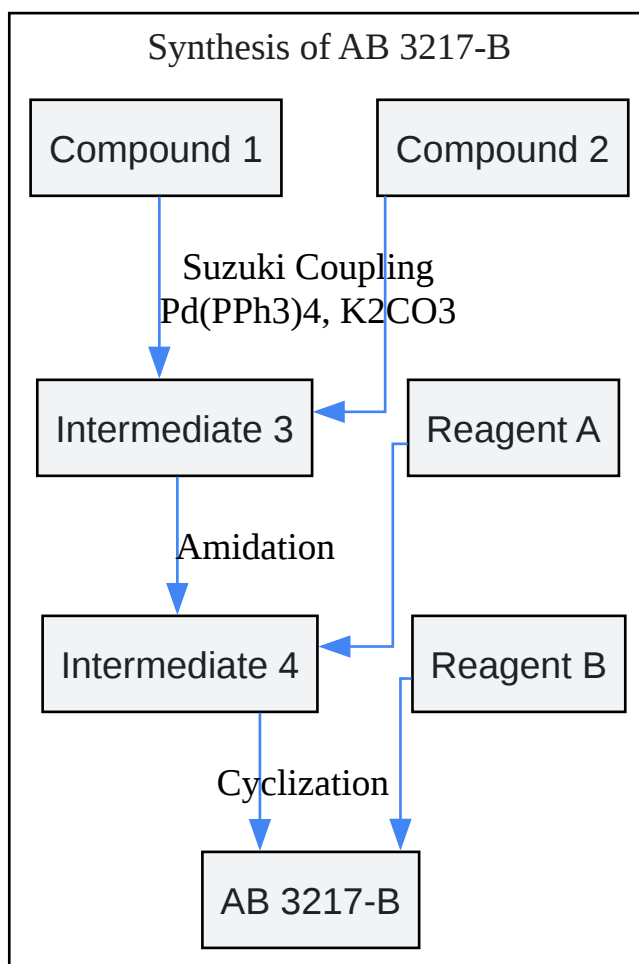 Synthesis of AB 3217-B
Compound 1
Compound 2
Suzuki Coupling
Pd(PPh3)4, K2CO3
Intermediate 3
Reagent A
Amidation
Intermediate 4
Reagent B
Cyclization
AB 3217-B